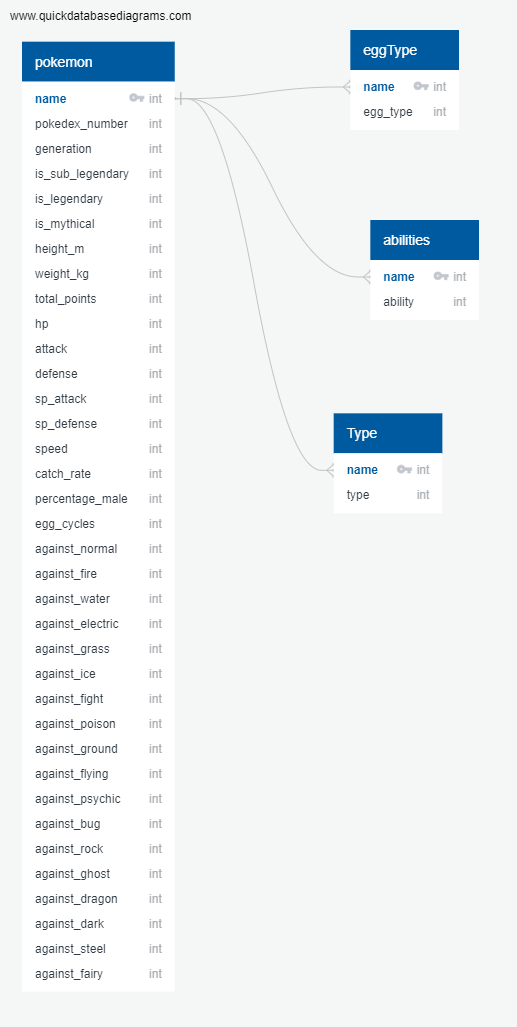 www.quickdatabasediagrams.com
pokemon
name int
pokedex_number int
generation int
is_sub_legendary int
is_legendary int
is_mythical int
height_m int
weight_kg int
total_points int
hp int
attack int
defense int
sp_attack int
sp_defense int
speed int
catch_rate int
percentage_male int
egg_cycles int
against_normal int
against_fire int
against_water int
against_electric int
against_grass int
against_ice int
against_fight int
against_poison int
against_ground int
against_flying int
against_psychic int
against_bug int
against_rock int
against_ghost int
against_dragon int
against_dark int
against_steel int
against_fairy int
eggType
name int
egg_type int
abilities
name int
ability int
Type
name int
type int